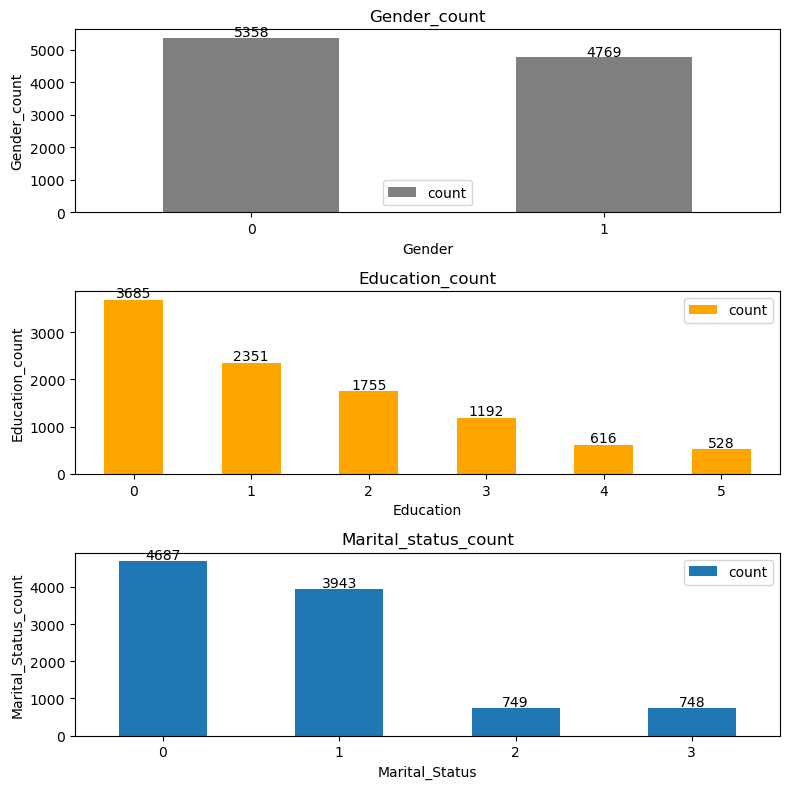 Gender_count
5358
4769
5000
4000
3000
2000
1000
0
Gender_count
count
0 1
Gender
Education_count
3685
2351
1755
1192
616
528
count
3000
2000
1000
0
Education_count
0 1 2 3 4 5
Education
Marital_status_count
4687
3943
749
748
count
4000
3000
2000
1000
0
Marital_Status_count
0 1 2 3
Marital_Status